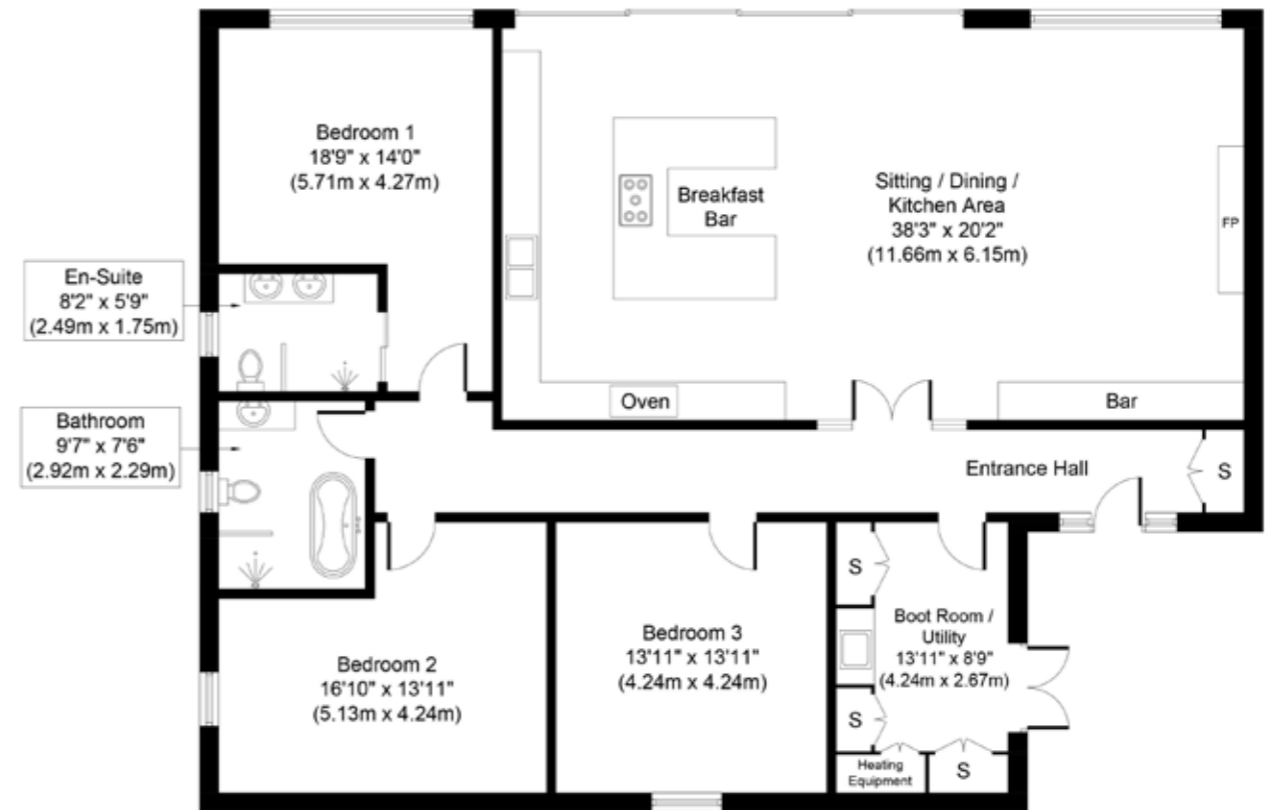 Bedroom 1
18'9" x 14'0"
(5.71m x 4.27m)
Breakfast
Bar
Sitting / Dining /
Kitchen Area
38'3" x 20'2"
(11.66m x 6.15m)
FP
En-Suite
8'2" x 5'9"
(2.49m x 1.75m)
Oven
Bar
Bathroom
9'7" x 7'6"
(2.92m x 2.29m)
Entrance Hall
S
Bedroom 2
16'10" x 13'11"
(5.13m x 4.24m)
Bedroom 3
13'11" x 13'11"
(4.24m x 4.24m)
S
Boot Room /
Utility
13'11" x 8'9"
(4.24m x 2.67m)
S
Heating
Equipment
S